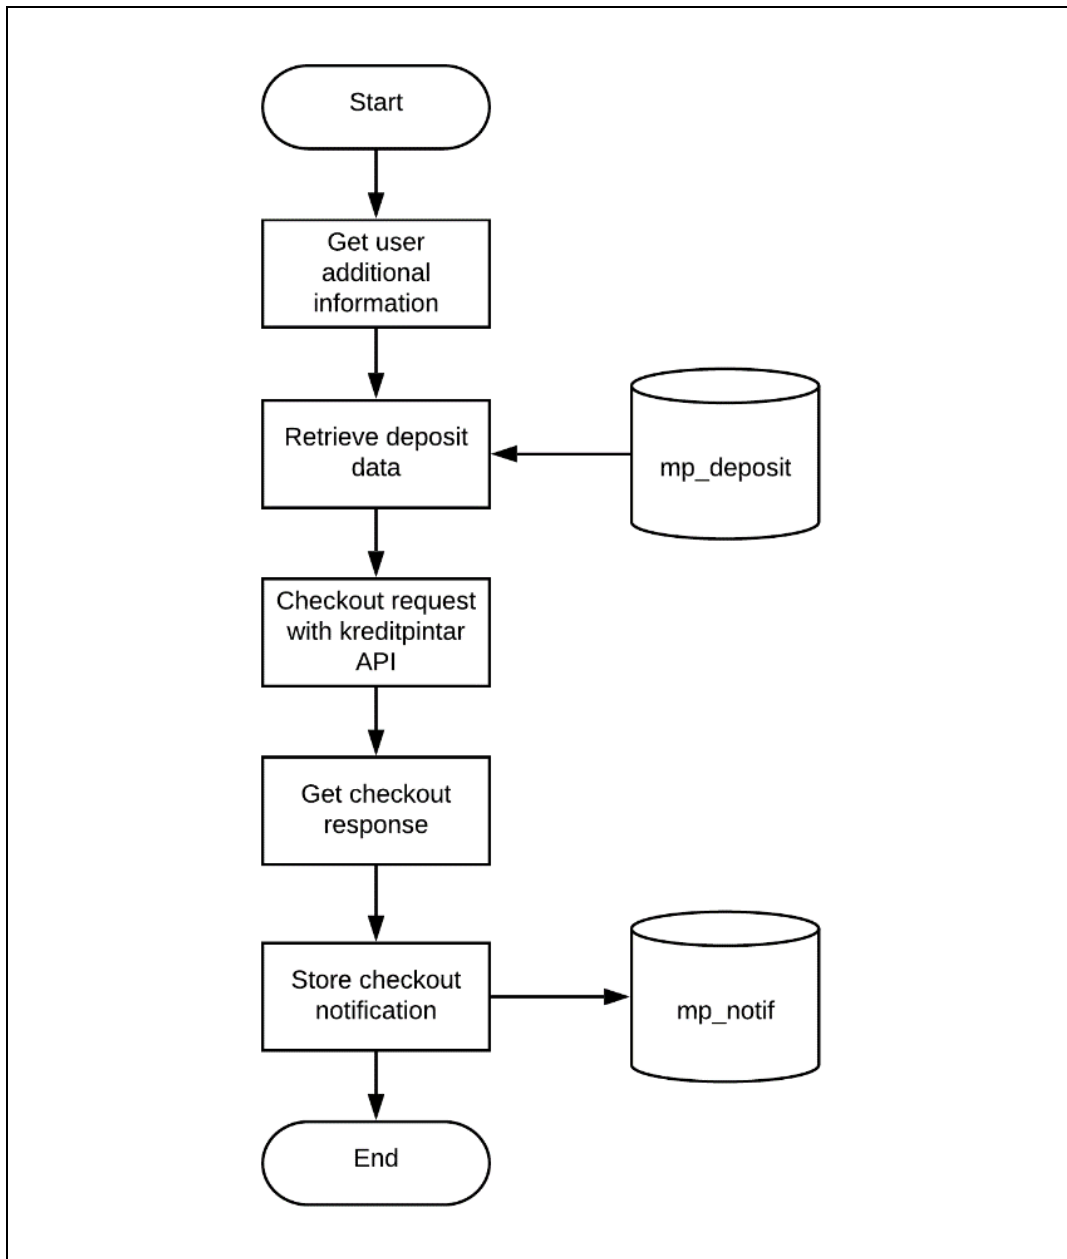 Start
Get user
additional
information
Retrieve deposit
data
mp_deposit
Checkout request
with kreditpintar
API
Get checkout
response
Store checkout
notification
mp_notif
End